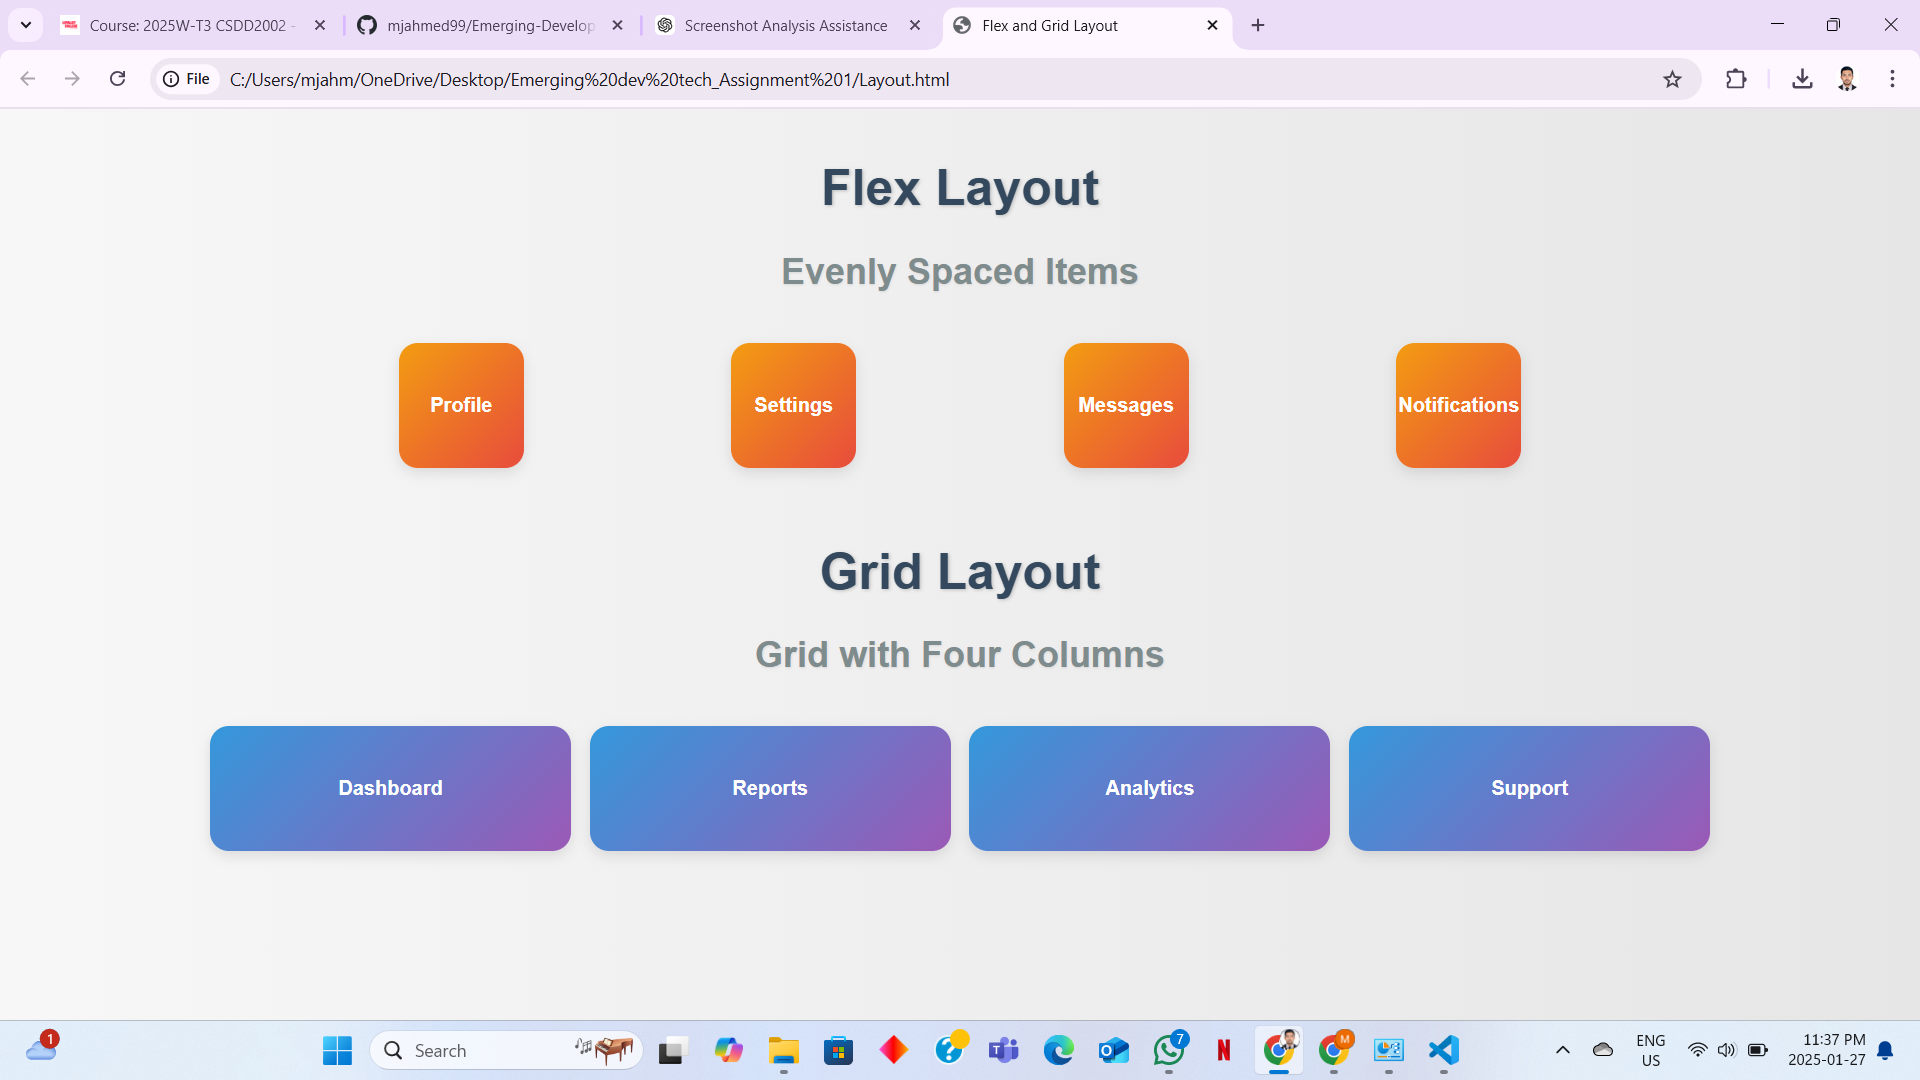 Course: 2025W-T3 CSDD2002 -
mjahmed99/Emerging-Develop
Screenshot Analysis Assistance
Flex and Grid Layout
File
C:/Users/mjahm/OneDrive/Desktop/Emerging%20dev%20tech_Assignment%201/Layout.html
Flex Layout
Evenly Spaced Items
Profile
Settings
Messages
Notifications
Grid Layout
Grid with Four Columns
Dashboard
Reports
Analytics
Support
1
Search
7
M
ENG
US
11:37 PM
2025-01-27